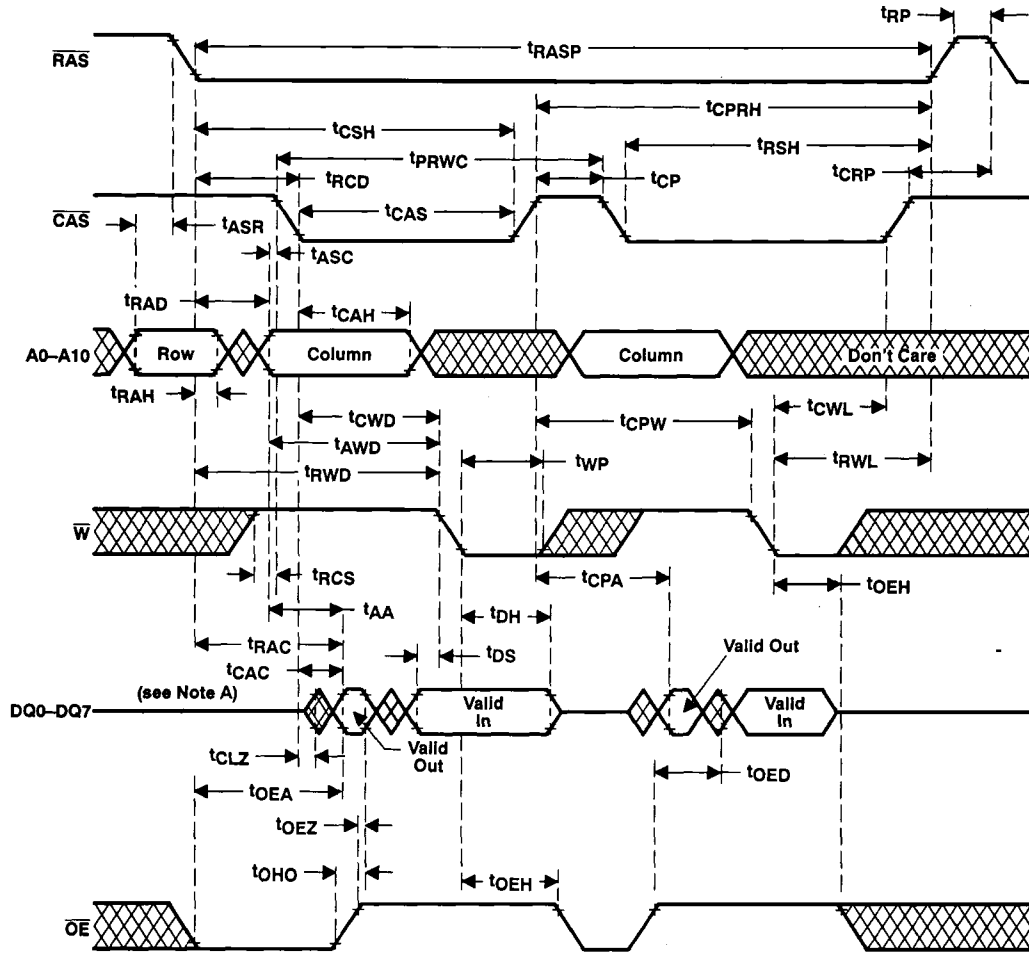 tRP
RAS
tRASP
tCPRH
tCSH
tRSH
tPRWC
tRCD
tCP
tCRP
CAS
tCAS
tASR
tASC
tRAD
tCAH
A0–A10
Row
Column
Column
Don't Care
tRAH
tCWD
tCPW
tCWL
tAWD
tWP
tRWL
tRWD
W
tRCS
tCPA
tOEH
tAA
tDH
tRAC
tDS
Valid Out
tCAC
(see Note A)
DQ0–DQ7
Valid
In
Valid
In
Valid
Out
tCLZ
tOED
tOEA
tOEZ
tOHO
tOEH
OE